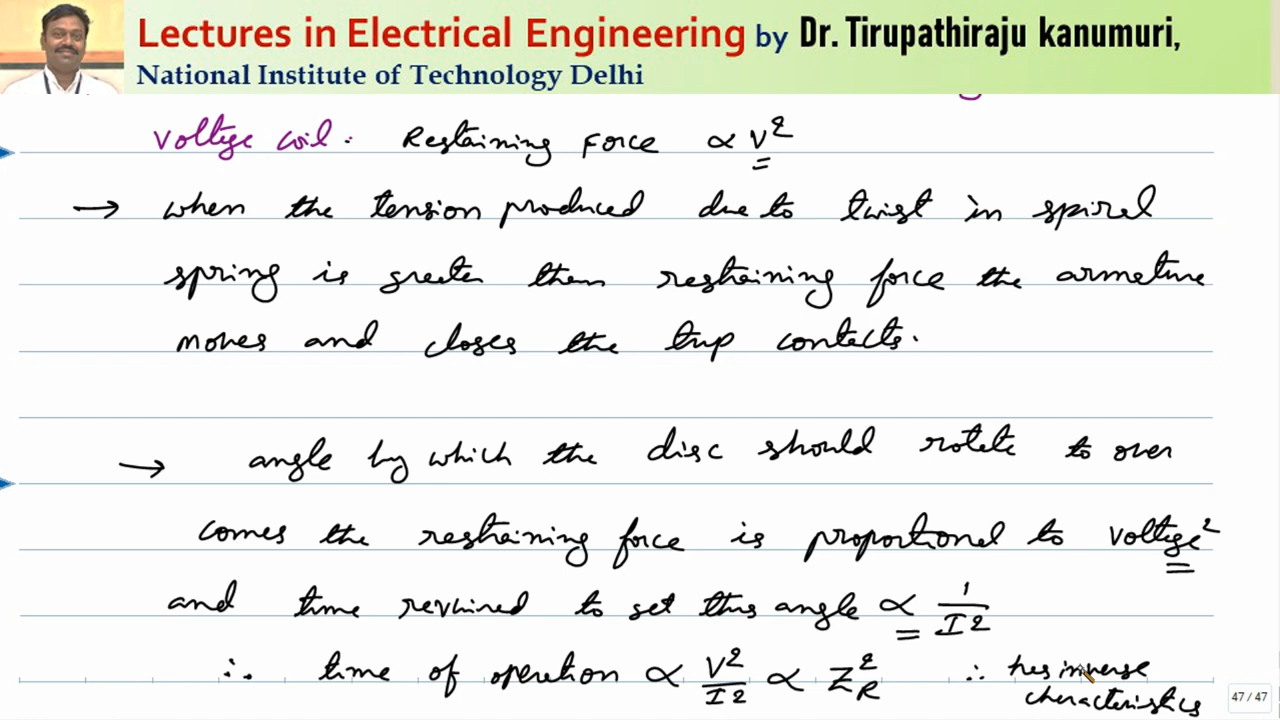 Lectures in Electrical Engineering by Dr. Tirupathiraju kanumuri,
National Institute of Technology Delhi
Voltage coil: Restaining Force ∝ V²
→ when the tension produced due to twist in spiral
spring is greater than restraining force the armature
moves and closes the trip contacts.
→ angle by which the disc should rotate to over
comes the restraining force is proportional to voltage²
and time required to set this angle ∝ 1/I²
∴ time of operation ∝ V²/I² ∝ Z_R² ∴ hes inverse
characteristics
47 / 47